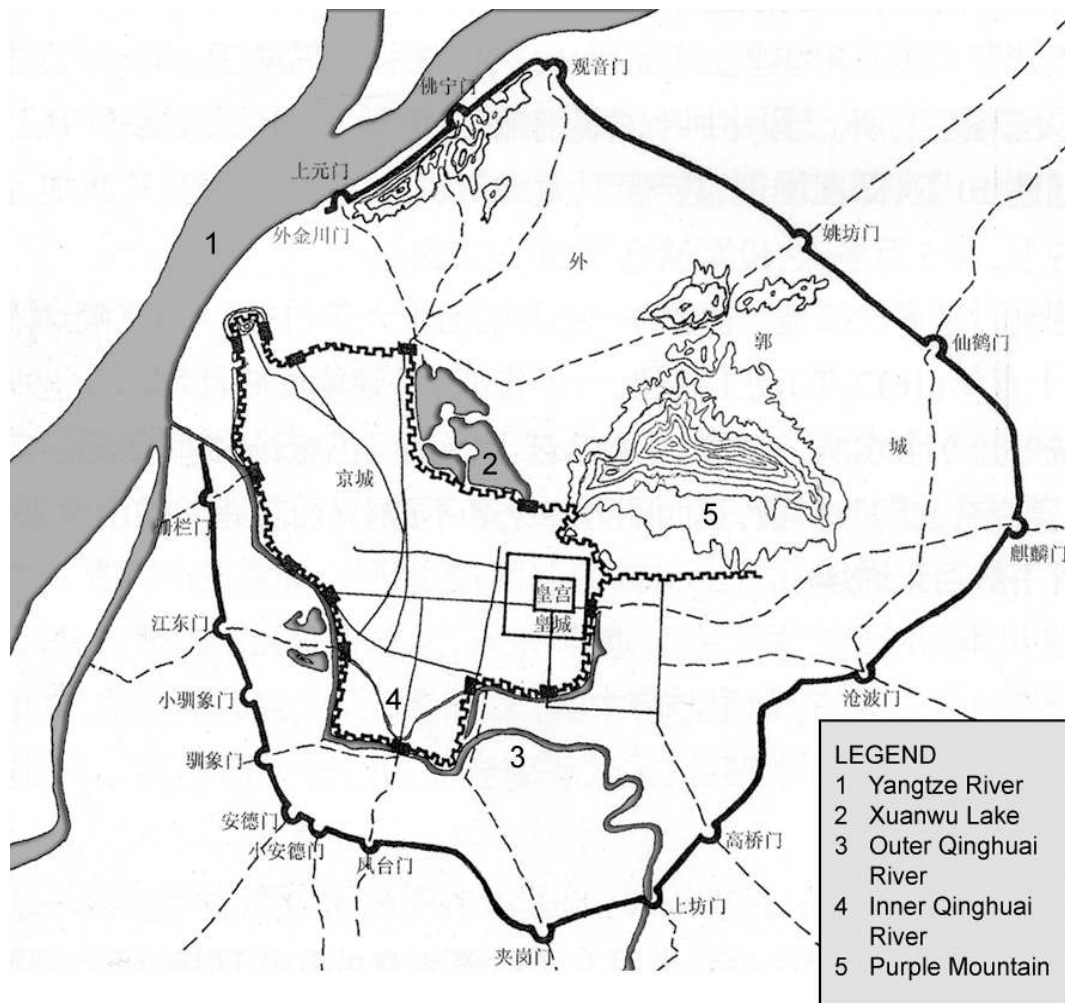 观音门
佛宁门
上元门
1
外金川门
外
姚坊门
郭
仙鹤门
京城
2
城
5
栅栏门
麒麟门
皇宫
皇城
江东门
小驯象门
4
沧波门
驯象门
3
安德门
小安德门
凤台门
高桥门
上坊门
夹岗门
LEGEND
1 Yangtze River
2 Xuanwu Lake
3 Outer Qinghuai
River
4 Inner Qinghuai
River
5 Purple Mountain